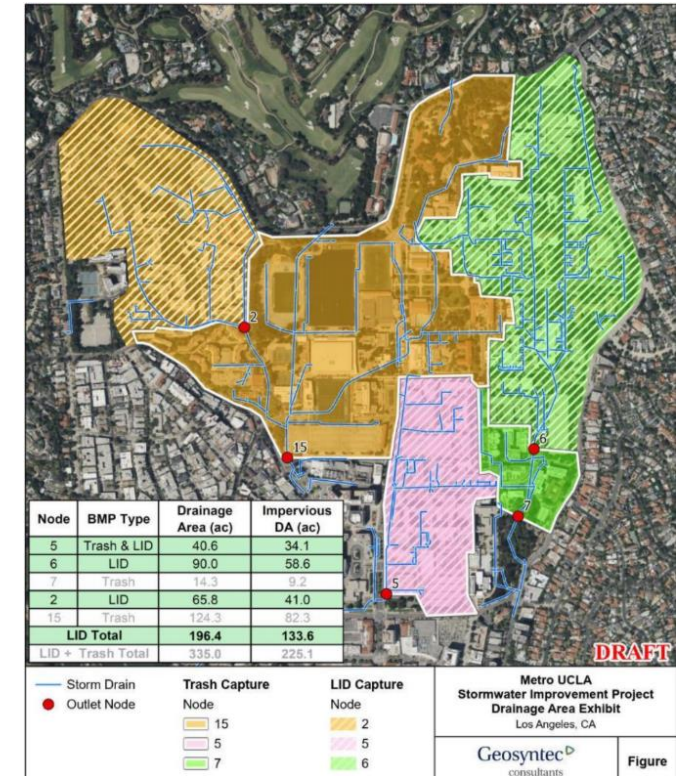 2
15
6
7
5
Node BMP Type Drainage Area (ac) Impervious DA (ac)
5 Trash & LID 40.6 34.1
6 LID 90.0 58.6
7 Trash 14.3 9.2
2 LID 65.8 41.0
15 Trash 124.3 82.3
LID Total 196.4 133.6
LID + Trash Total 335.0 225.1
DRAFT
Storm Drain
Outlet Node
Trash Capture
Node
15
5
7
LID Capture
Node
2
5
6
Metro UCLA
Stormwater Improvement Project
Drainage Area Exhibit
Los Angeles, CA
Geosyntec
consultants
Figure